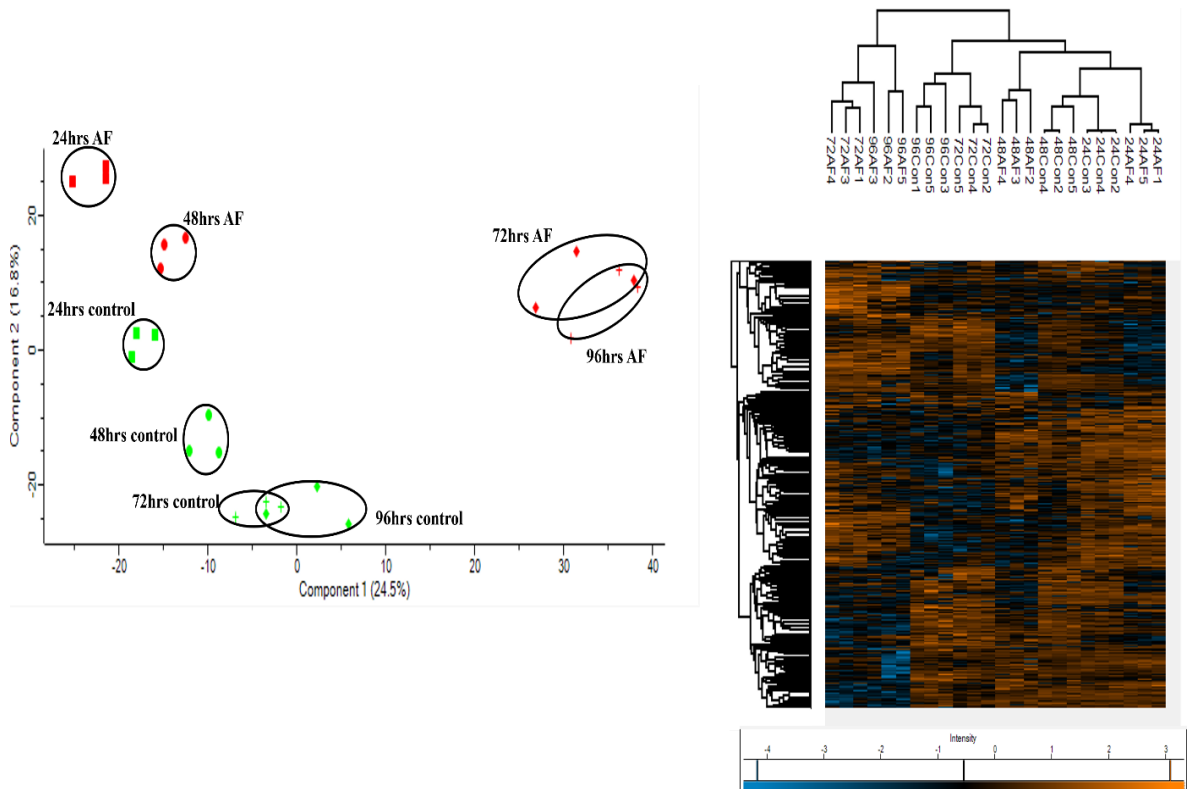 24hrs AF
48hrs AF
72hrs AF
24hrs control
96hrs AF
48hrs control
72hrs control
96hrs control
20
0
-20
Component 2 (16.8%)
-20
-10
0
10
20
30
40
Component 1 (24.5%)
72AF4
72AF3
72AF1
96AF3
96AF2
96AF5
96Con1
96Con5
96Con3
72Con5
72Con4
72Con2
48AF4
48AF3
48AF2
48Con4
48Con2
48Con5
24Con3
24Con4
24Con2
24AF4
24AF5
24AF1
Intensity
-4
-3
-2
-1
0
1
2
3